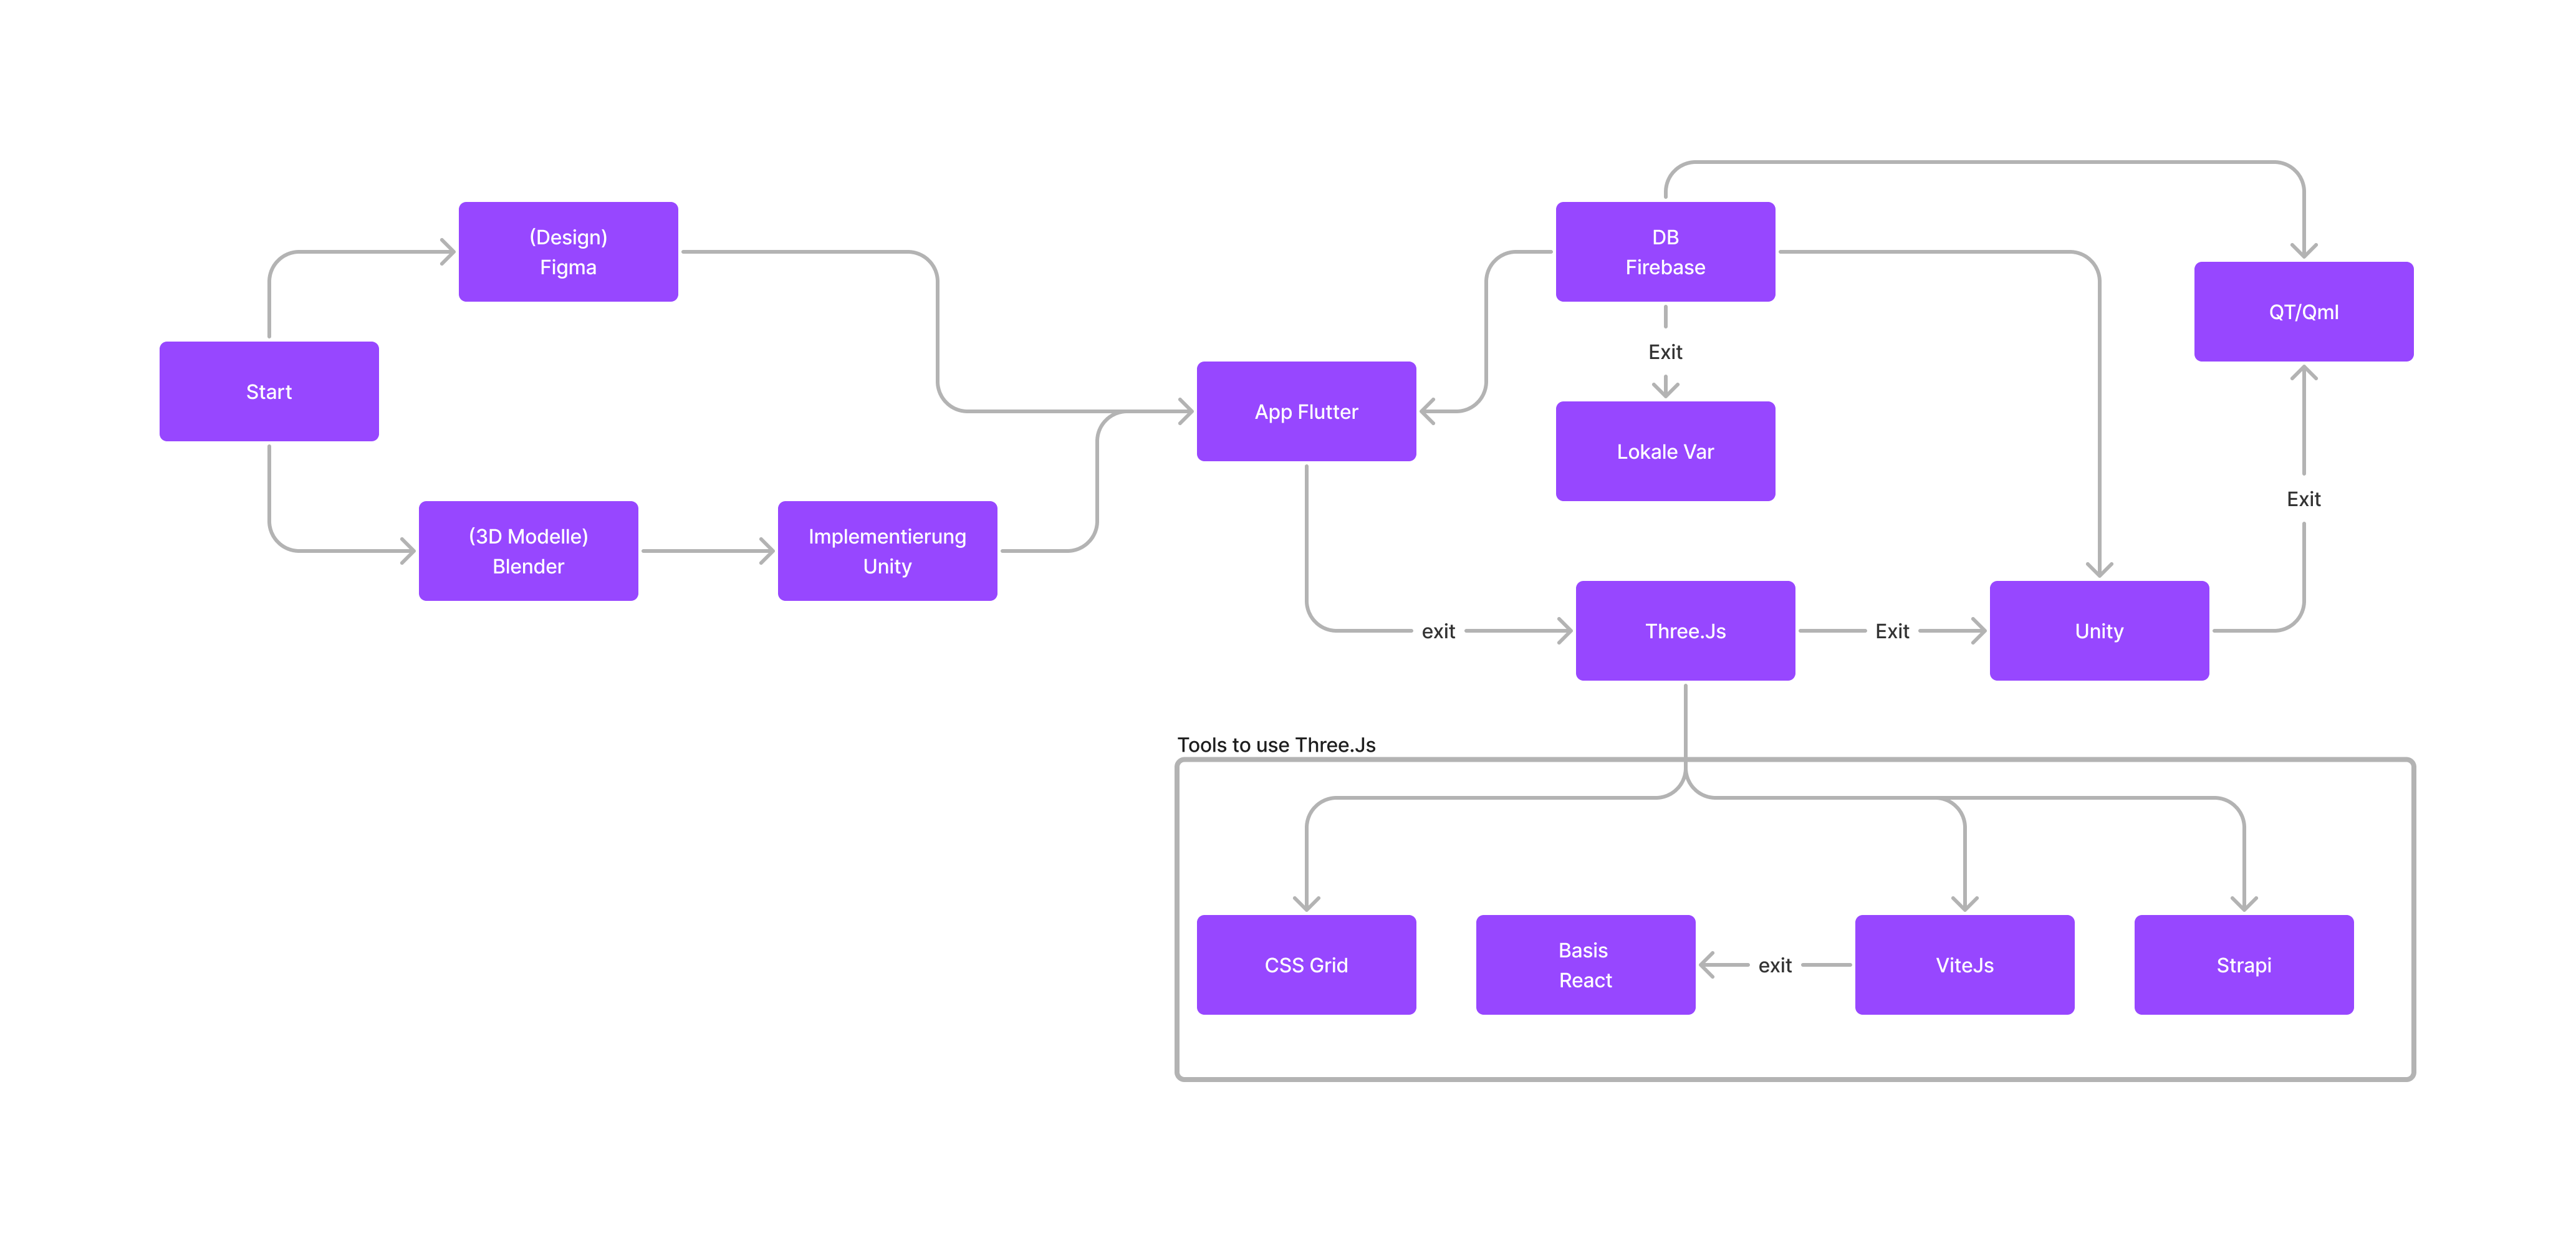 (Design)
Figma
Start
(3D Modelle)
Blender
Implementierung
Unity
App Flutter
DB
Firebase
Exit
Lokale Var
QT/Qml
Exit
exit
Three.Js
Exit
Unity
Tools to use Three.Js
CSS Grid
Basis
React
exit
ViteJs
Strapi